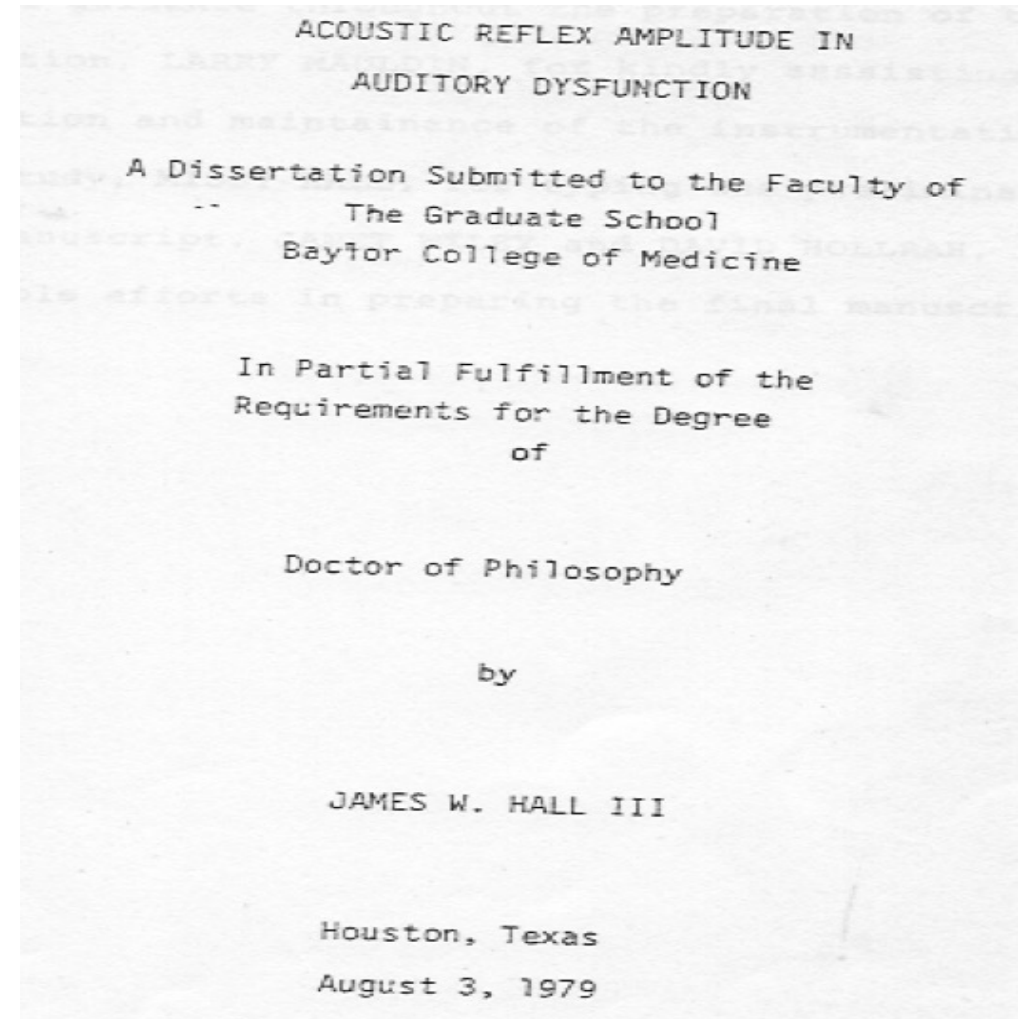 ACOUSTIC REFLEX AMPLITUDE IN
AUDITORY DYSFUNCTION
A Dissertation Submitted to the Faculty of
The Graduate School
Baylor College of Medicine
In Partial Fulfillment of the
Requirements for the Degree
of
Doctor of Philosophy
by
JAMES W. HALL III
Houston, Texas
August 3, 1979